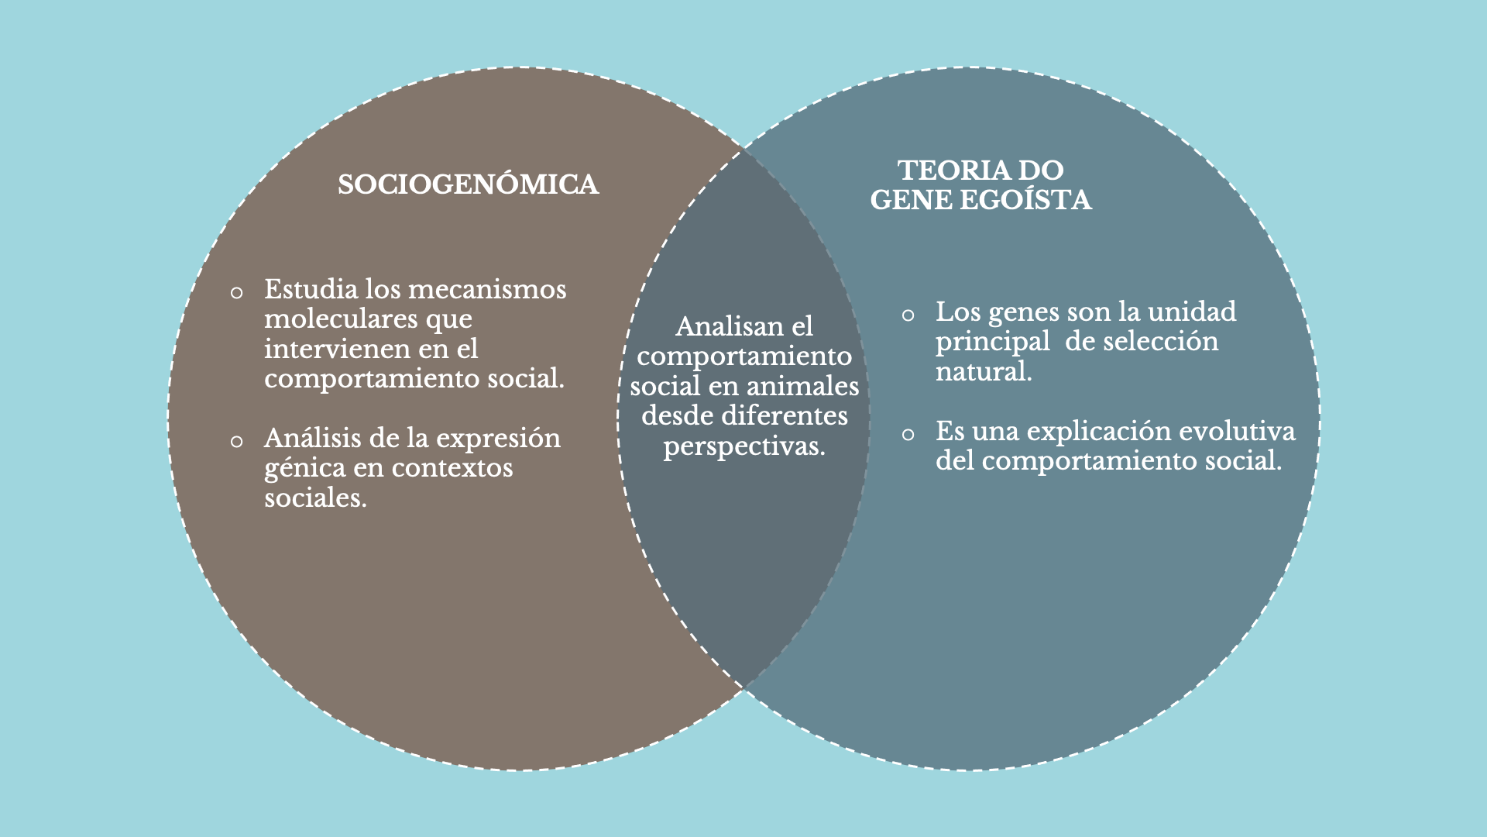 SOCIOGENÓMICA
○ Estudia los mecanismos
moleculares que
intervienen en el
comportamiento social.
○ Análisis de la expresión
génica en contextos
sociales.
Analisan el
comportamiento
social en animales
desde diferentes
perspectivas.
TEORIA DO
GENE EGOÍSTA
○ Los genes son la unidad
principal  de selección
natural.
○ Es una explicación evolutiva
del comportamiento social.